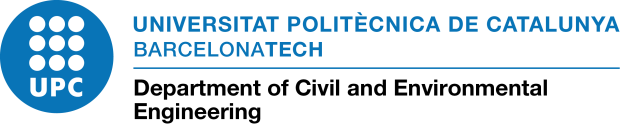 UPC
UNIVERSITAT POLITÈCNICA DE CATALUNYA
BARCELONATECH
Department of Civil and Environmental
Engineering